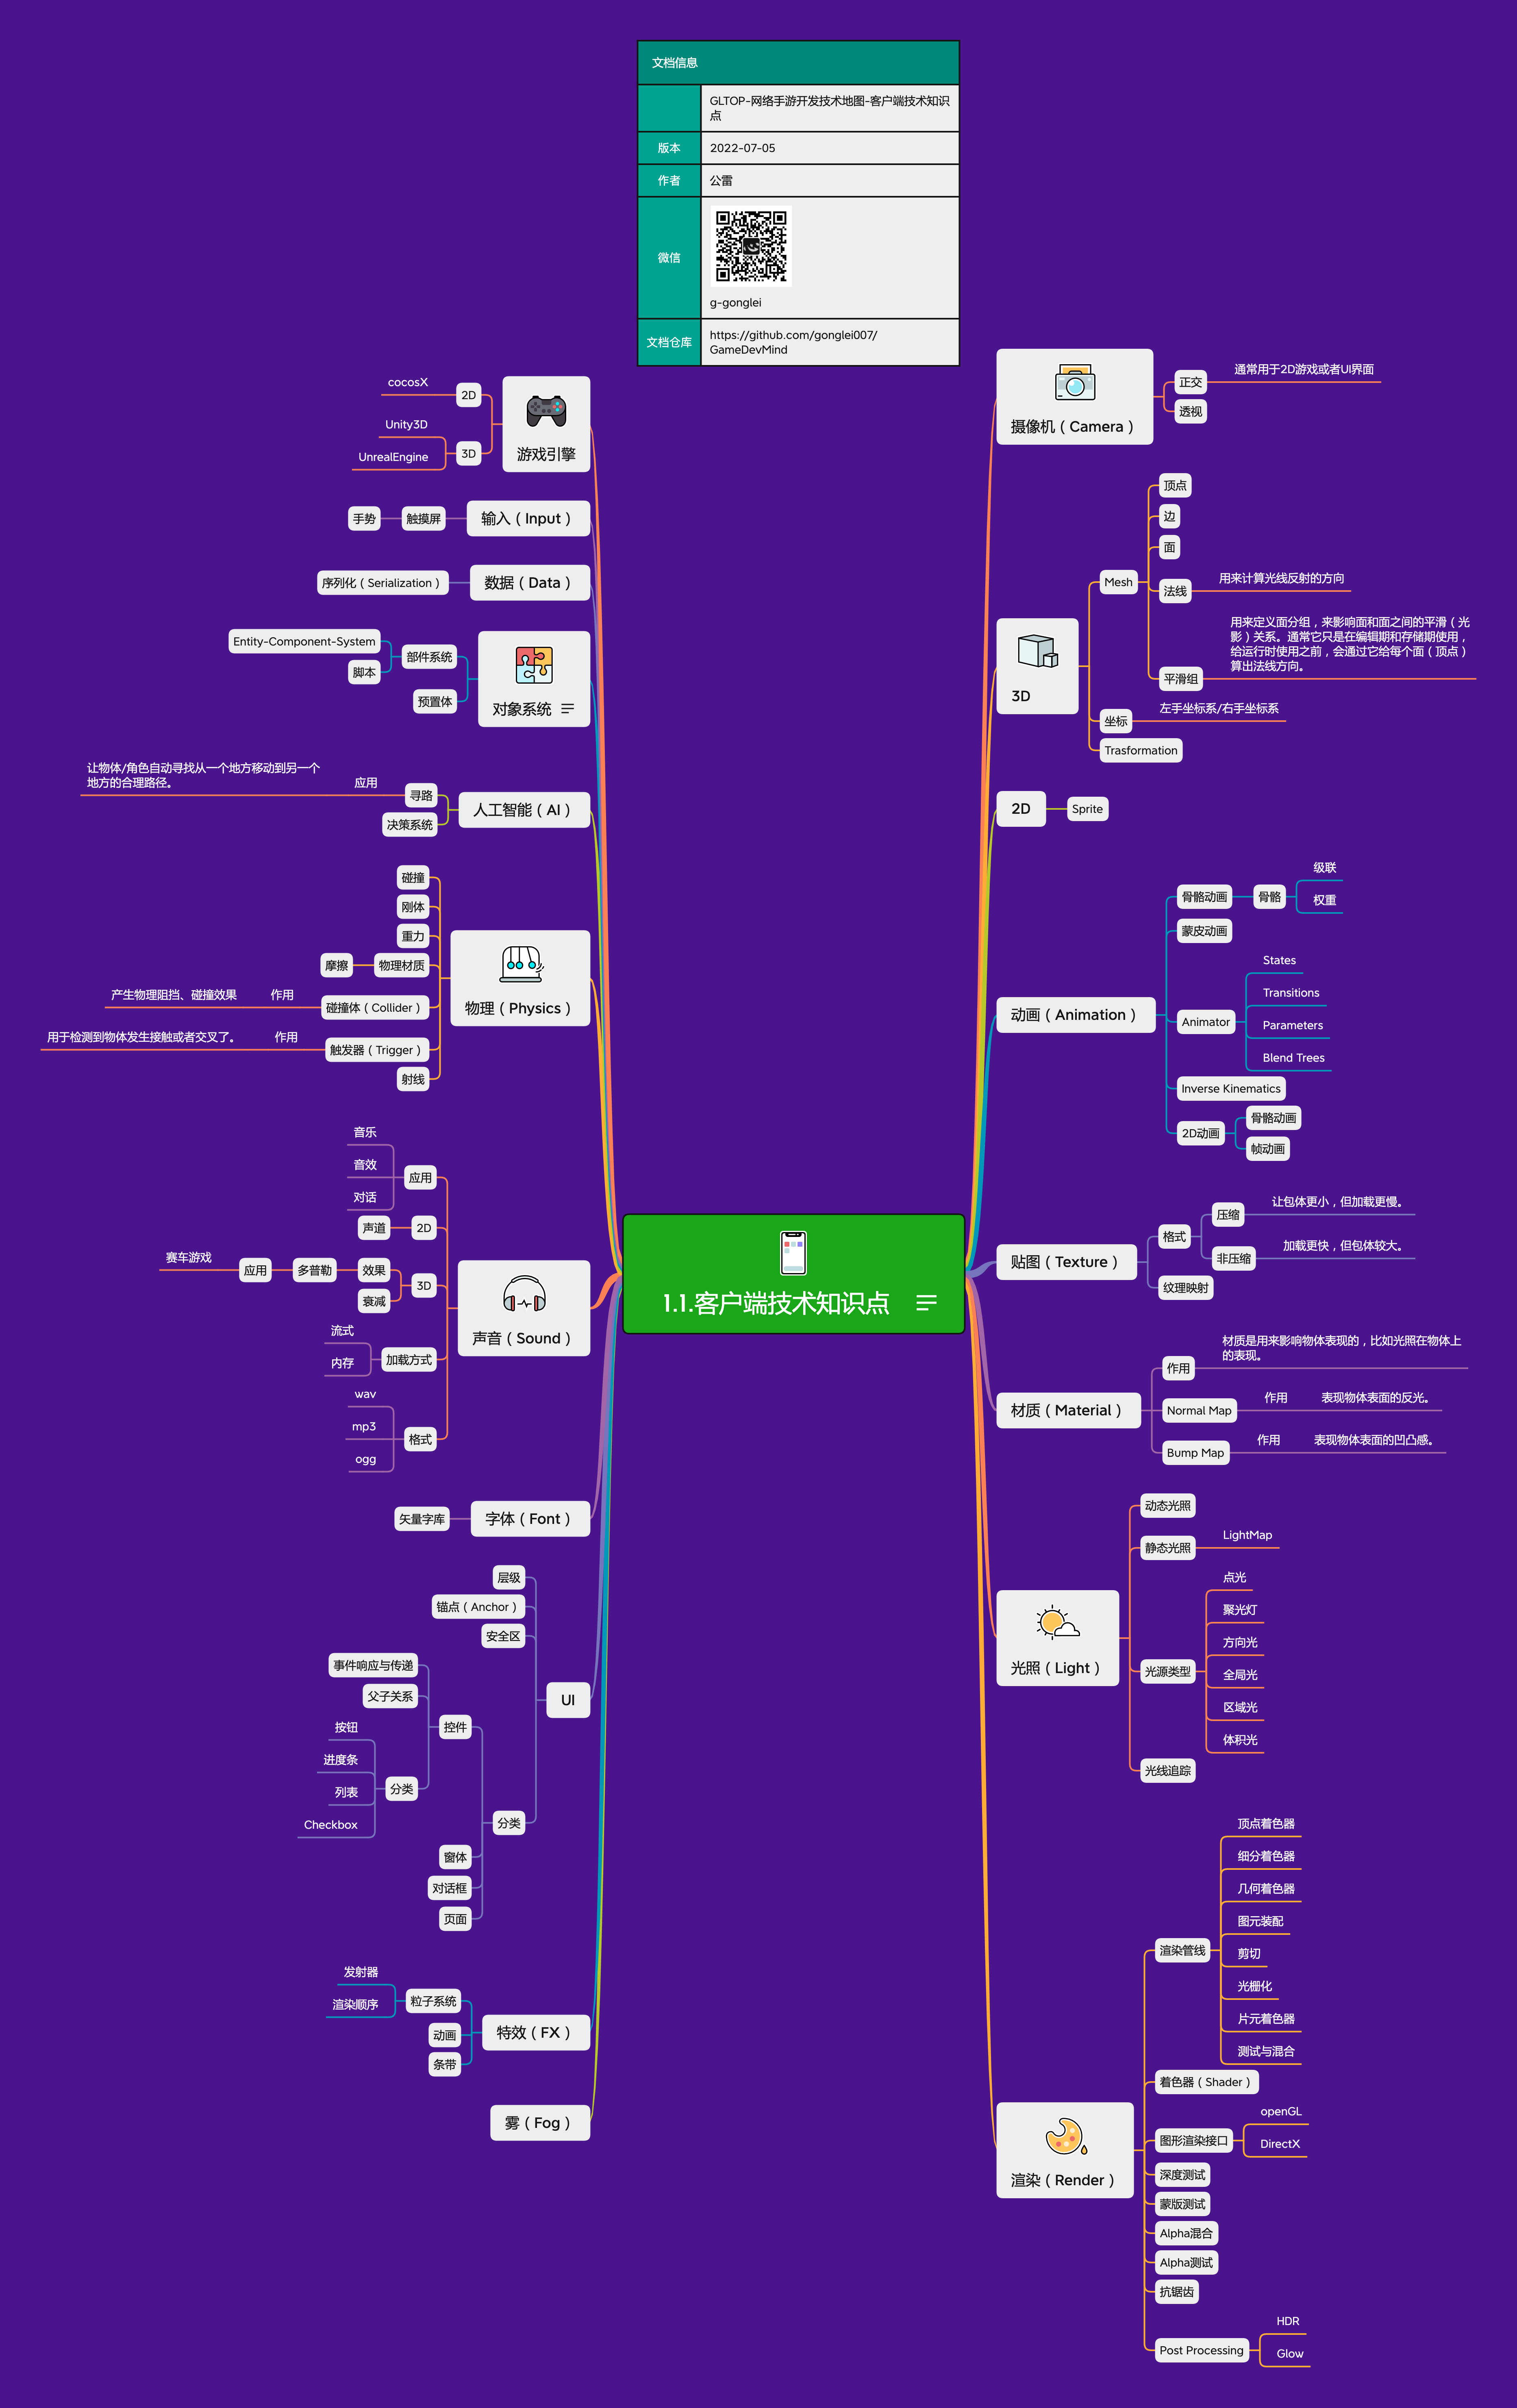 文档信息
GLTOP-网络手游开发技术地图-客户端技术知识
点
版本
2022-07-05
作者
公雷
微信
g-gonglei
文档仓库
https://github.com/gonglei007/
GameDevMind
1.1.客户端技术知识点
游戏引擎
2D
cocosX
3D
Unity3D
UnrealEngine
输入（Input）
触摸屏
手势
数据（Data）
序列化（Serialization）
对象系统
部件系统
Entity-Component-System
脚本
预置体
人工智能（AI）
寻路
应用
让物体/角色自动寻找从一个地方移动到另一个
地方的合理路径。
决策系统
物理（Physics）
碰撞
刚体
重力
物理材质
摩擦
碰撞体（Collider）
作用
产生物理阻挡、碰撞效果
触发器（Trigger）
作用
用于检测到物体发生接触或者交叉了。
射线
声音（Sound）
应用
音乐
音效
对话
2D
声道
3D
效果
多普勒
应用
赛车游戏
衰减
加载方式
流式
内存
格式
wav
mp3
ogg
字体（Font）
矢量字库
UI
层级
锚点（Anchor）
安全区
分类
控件
事件响应与传递
父子关系
分类
按钮
进度条
列表
Checkbox
窗体
对话框
页面
特效（FX）
粒子系统
发射器
渲染顺序
动画
条带
雾（Fog）
摄像机（Camera）
正交
通常用于2D游戏或者UI界面
透视
3D
Mesh
顶点
边
面
法线
用来计算光线反射的方向
平滑组
用来定义面分组，来影响面和面之间的平滑（光
影）关系。通常它只是在编辑期和存储期使用，
给运行时使用之前，会通过它给每个面（顶点）
算出法线方向。
坐标
左手坐标系/右手坐标系
Trasformation
2D
Sprite
动画（Animation）
骨骼动画
骨骼
级联
权重
蒙皮动画
Animator
States
Transitions
Parameters
Blend Trees
Inverse Kinematics
2D动画
骨骼动画
帧动画
贴图（Texture）
格式
压缩
让包体更小，但加载更慢。
非压缩
加载更快，但包体较大。
纹理映射
材质（Material）
作用
材质是用来影响物体表现的，比如光照在物体上
的表现。
Normal Map
作用
表现物体表面的反光。
Bump Map
作用
表现物体表面的凹凸感。
光照（Light）
动态光照
静态光照
LightMap
光源类型
点光
聚光灯
方向光
全局光
区域光
体积光
光线追踪
渲染（Render）
渲染管线
顶点着色器
细分着色器
几何着色器
图元装配
剪切
光栅化
片元着色器
测试与混合
着色器（Shader）
图形渲染接口
openGL
DirectX
深度测试
蒙版测试
Alpha混合
Alpha测试
抗锯齿
Post Processing
HDR
Glow